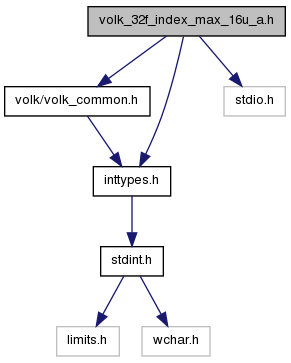 volk_32f_index_max_16u_a.h
volk/volk_common.h
stdio.h
inttypes.h
stdint.h
limits.h
wchar.h